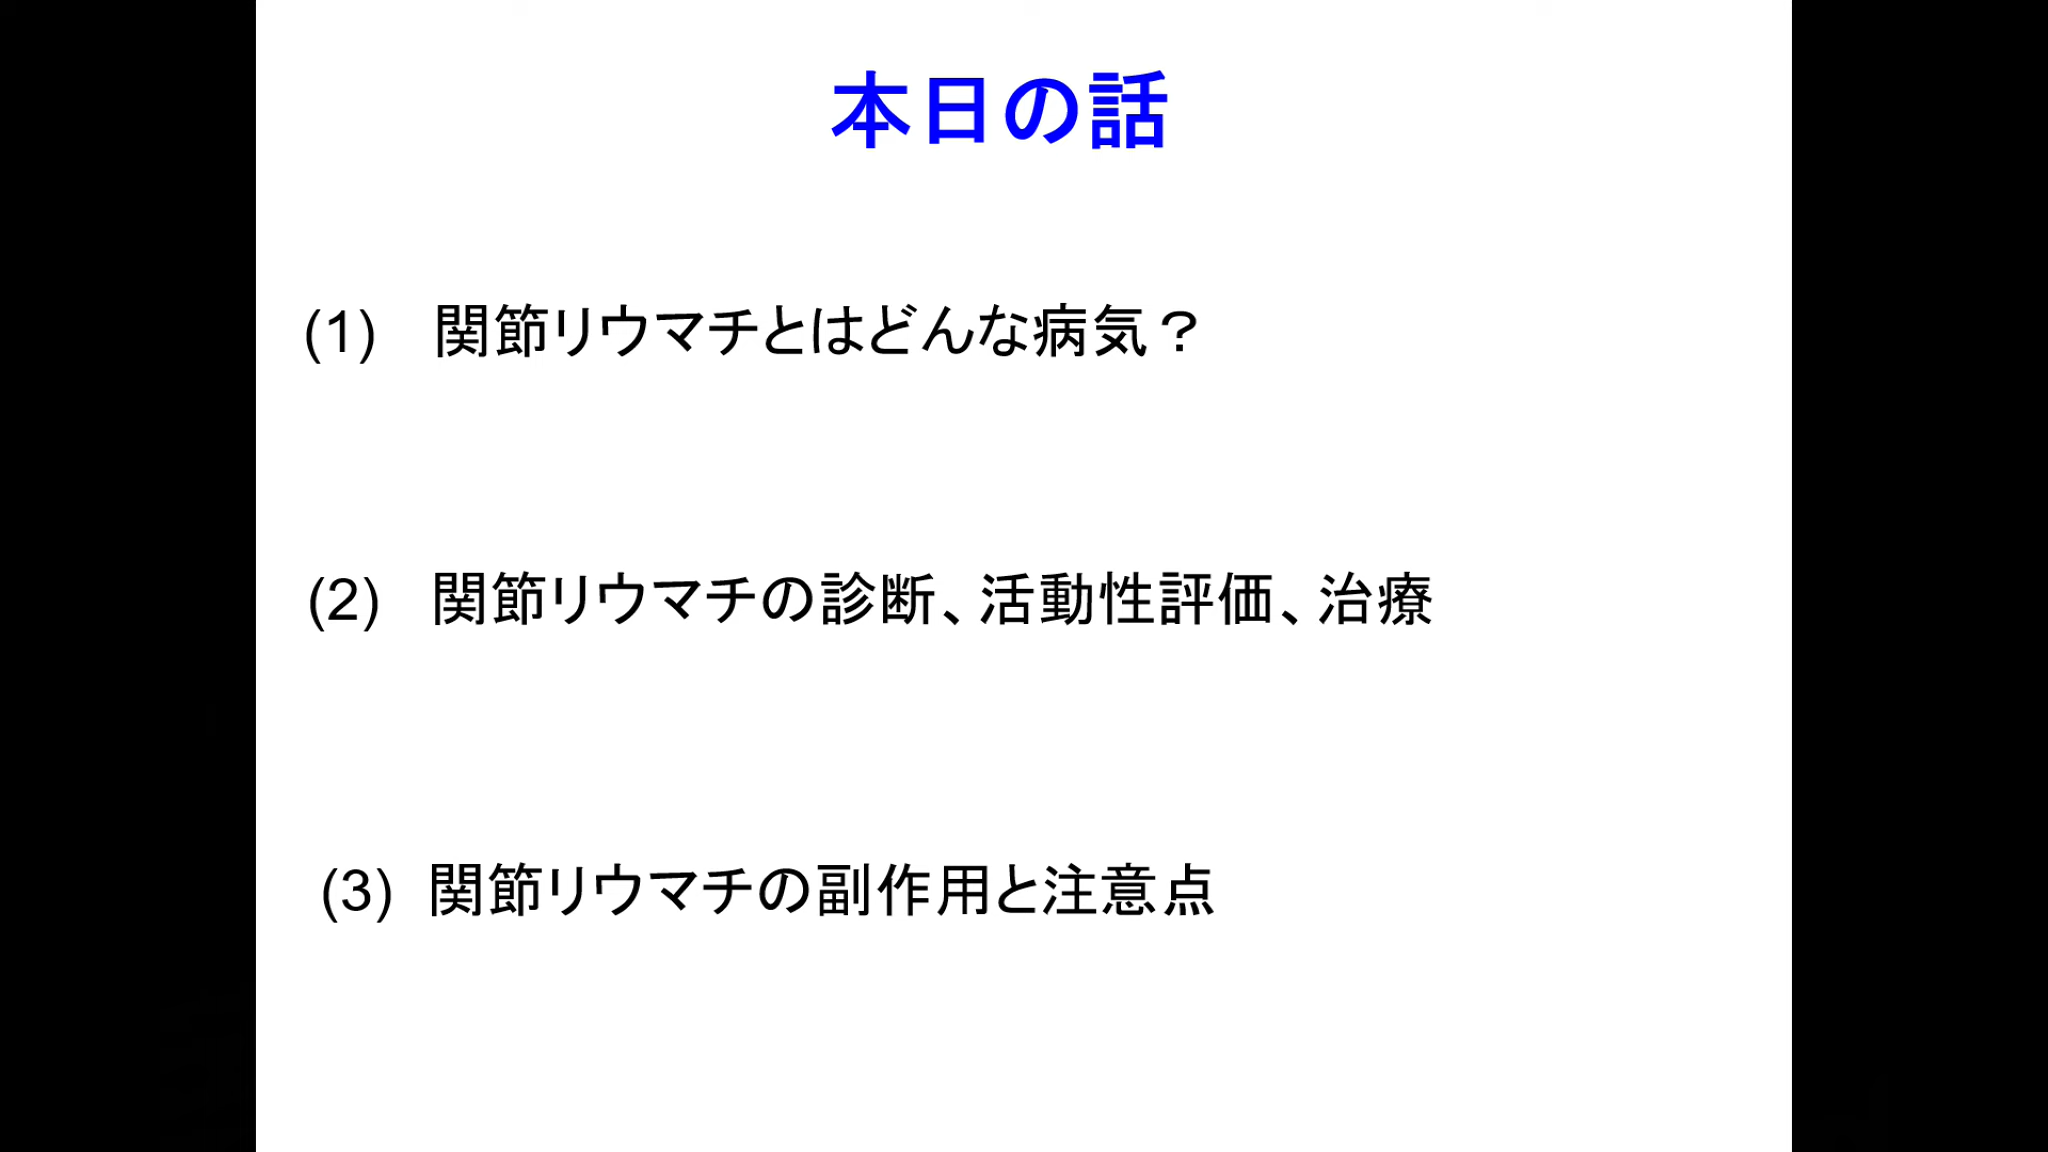 本日の話
(1) 関節リウマチとはどんな病気？
(2) 関節リウマチの診断、活動性評価、治療
(3) 関節リウマチの副作用と注意点